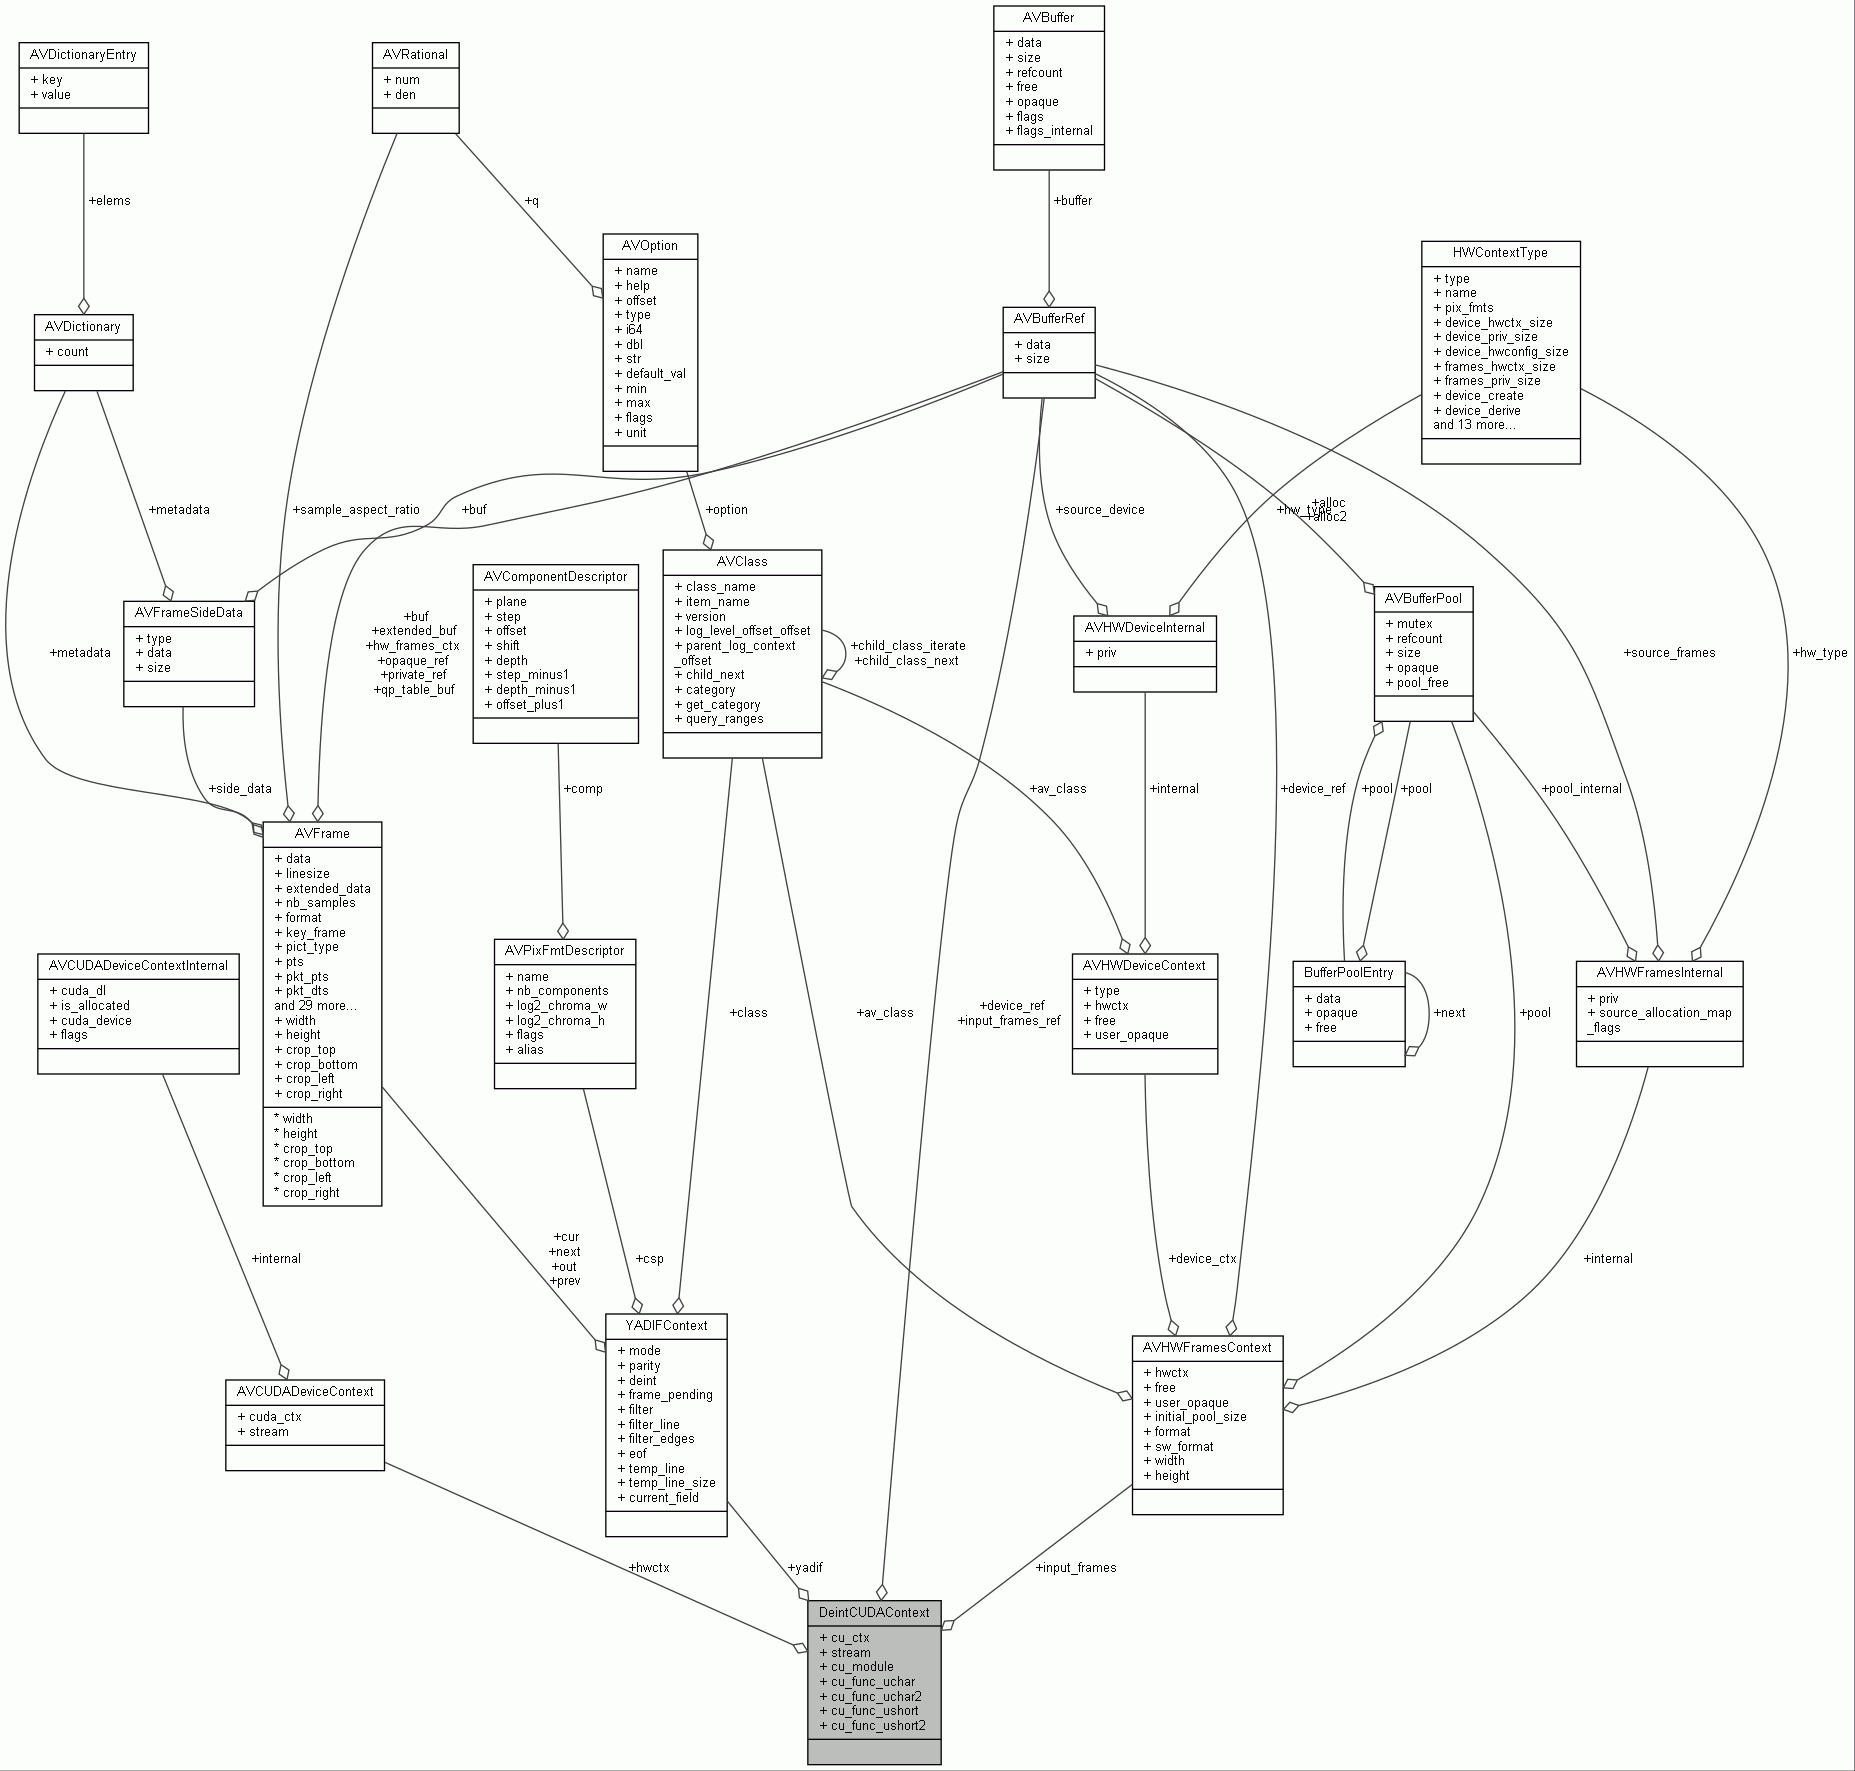 AVBuffer
+ data
+ size
+ refcount
+ free
+ opaque
+ flags
+ flags_internal
AVDictionaryEntry
+ key
+ value
AVRational
+ num
+ den
+elems
+q
+buffer
AVOption
+ name
+ help
+ offset
+ type
+ i64
+ dbl
+ str
+ default_val
+ min
+ max
+ flags
+ unit
HWContextType
+ type
+ name
+ pix_fmts
+ device_hwctx_size
+ device_priv_size
+ device_hwconfig_size
+ frames_hwctx_size
+ frames_priv_size
+ device_create
+ device_derive
and 13 more...
AVDictionary
+ count
AVBufferRef
+ data
+ size
+metadata
+sample_aspect_ratio
+buf
+option
+source_device
+hw_type
+alloc
+alloc2
AVClass
+ class_name
+ item_name
+ version
+ log_level_offset_offset
+ parent_log_context
_offset
+ child_next
+ category
+ get_category
+ query_ranges
+child_class_iterate
+child_class_next
AVComponentDescriptor
+ plane
+ step
+ offset
+ shift
+ depth
+ step_minus1
+ depth_minus1
+ offset_plus1
AVFrameSideData
+ type
+ data
+ size
+metadata
+buf
+extended_buf
+hw_frames_ctx
+opaque_ref
+private_ref
+qp_table_buf
AVHWDeviceInternal
+ priv
AVBufferPool
+ mutex
+ refcount
+ size
+ opaque
+ pool_free
+source_frames
+hw_type
+side_data
+comp
+av_class
+internal
+device_ref
+pool
+pool
+pool_internal
AVFrame
+ data
+ linesize
+ extended_data
+ nb_samples
+ format
+ key_frame
+ pict_type
+ pts
+ pkt_pts
+ pkt_dts
and 29 more...
+ width
+ height
+ crop_top
+ crop_bottom
+ crop_left
+ crop_right
* width
* height
* crop_top
* crop_bottom
* crop_left
* crop_right
AVCUDADeviceContextInternal
+ cuda_dl
+ is_allocated
+ cuda_device
+ flags
AVPixFmtDescriptor
+ name
+ nb_components
+ log2_chroma_w
+ log2_chroma_h
+ flags
+ alias
+class
+av_class
+device_ref
+input_frames_ref
AVHWDeviceContext
+ type
+ hwctx
+ free
+ user_opaque
BufferPoolEntry
+ data
+ opaque
+ free
+next
+pool
AVHWFramesInternal
+ priv
+ source_allocation_map
_flags
+internal
+cur
+next
+out
+prev
+csp
+device_ctx
+internal
YADIFContext
+ mode
+ parity
+ deint
+ frame_pending
+ filter
+ filter_line
+ filter_edges
+ eof
+ temp_line
+ temp_line_size
+ current_field
AVHWFramesContext
+ hwctx
+ free
+ user_opaque
+ initial_pool_size
+ format
+ sw_format
+ width
+ height
AVCUDADeviceContext
+ cuda_ctx
+ stream
+hwctx
+yadif
+input_frames
DeintCUDAContext
+ cu_ctx
+ stream
+ cu_module
+ cu_func_uchar
+ cu_func_uchar2
+ cu_func_ushort
+ cu_func_ushort2